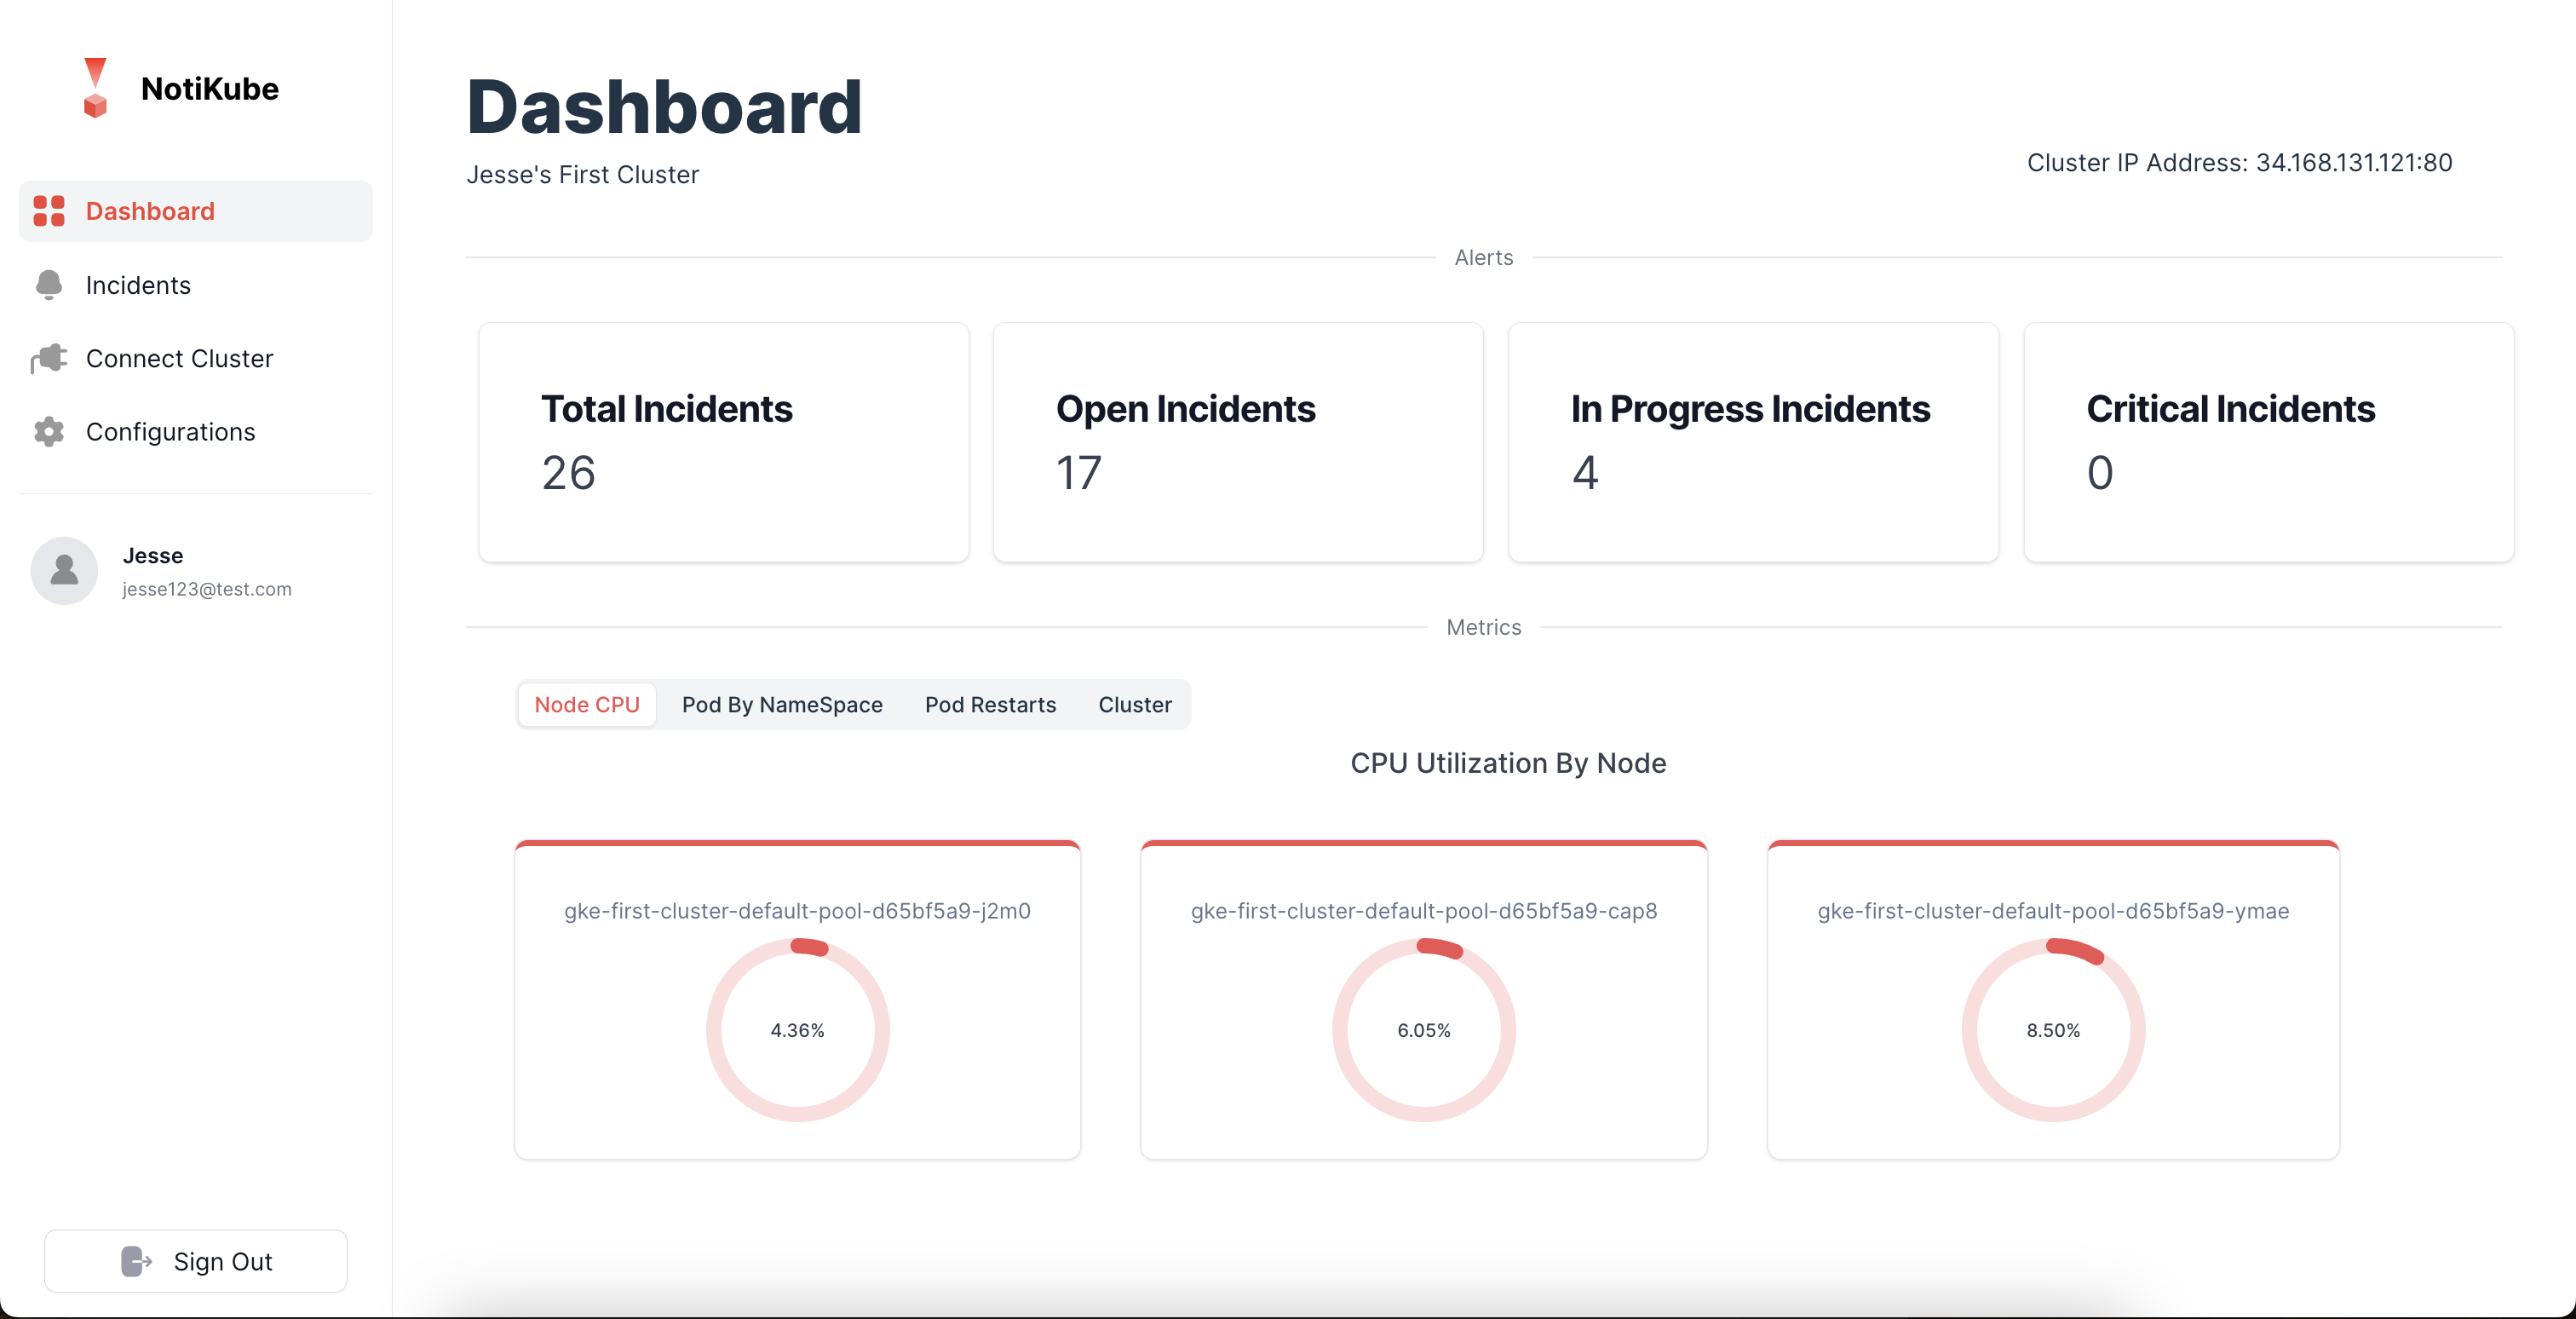 NotiKube
Dashboard
Incidents
Connect Cluster
Configurations
Jesse
jesse123@test.com
Sign Out
Dashboard
Jesse's First Cluster
Cluster IP Address: 34.168.131.121:80
Alerts
Total Incidents
26
Open Incidents
17
In Progress Incidents
4
Critical Incidents
0
Metrics
Node CPU
Pod By NameSpace
Pod Restarts
Cluster
CPU Utilization By Node
gke-first-cluster-default-pool-d65bf5a9-j2m0
4.36%
gke-first-cluster-default-pool-d65bf5a9-cap8
6.05%
gke-first-cluster-default-pool-d65bf5a9-ymae
8.50%